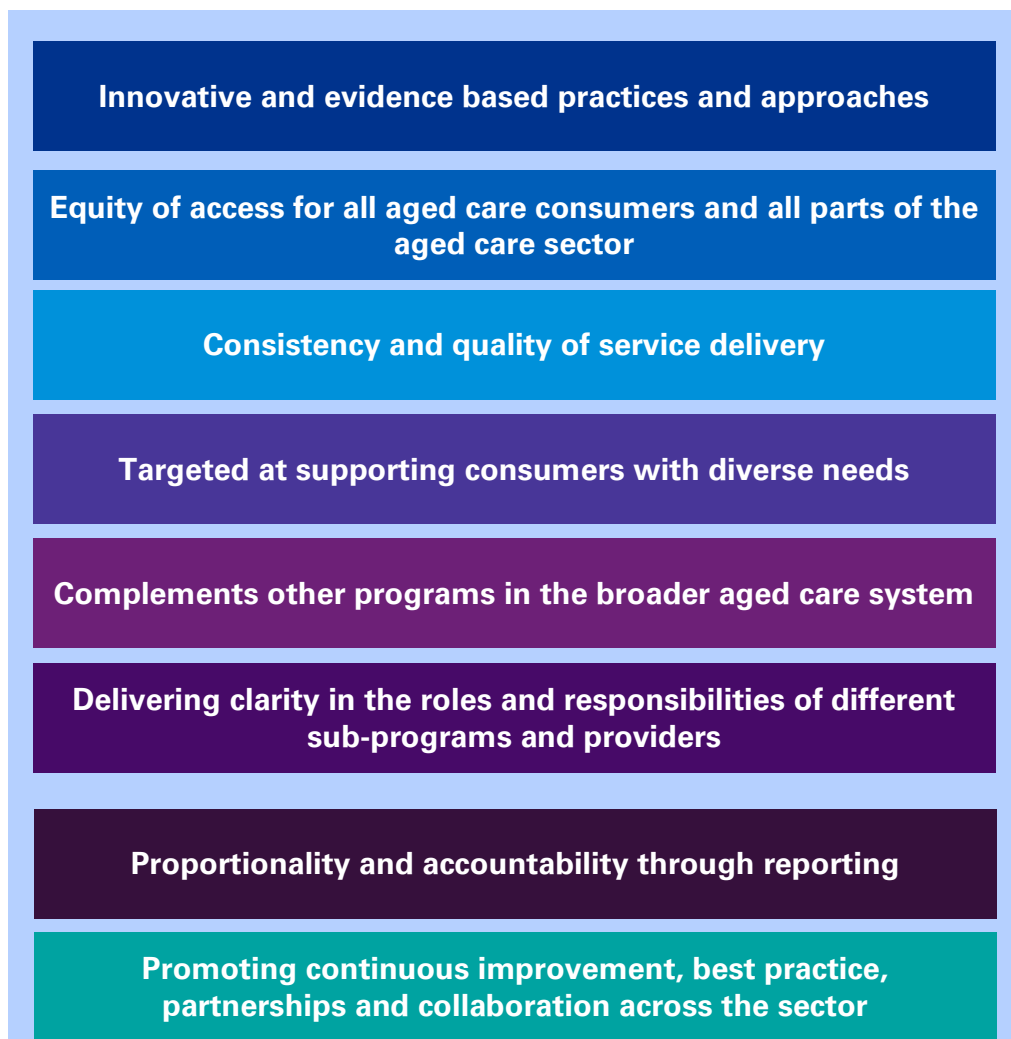 Innovative and evidence based practices and approaches
Equity of access for all aged care consumers and all parts of the
aged care sector
Consistency and quality of service delivery
Targeted at supporting consumers with diverse needs
Complements other programs in the broader aged care system
Delivering clarity in the roles and responsibilities of different
sub-programs and providers
Proportionality and accountability through reporting
Promoting continuous improvement, best practice,
partnerships and collaboration across the sector